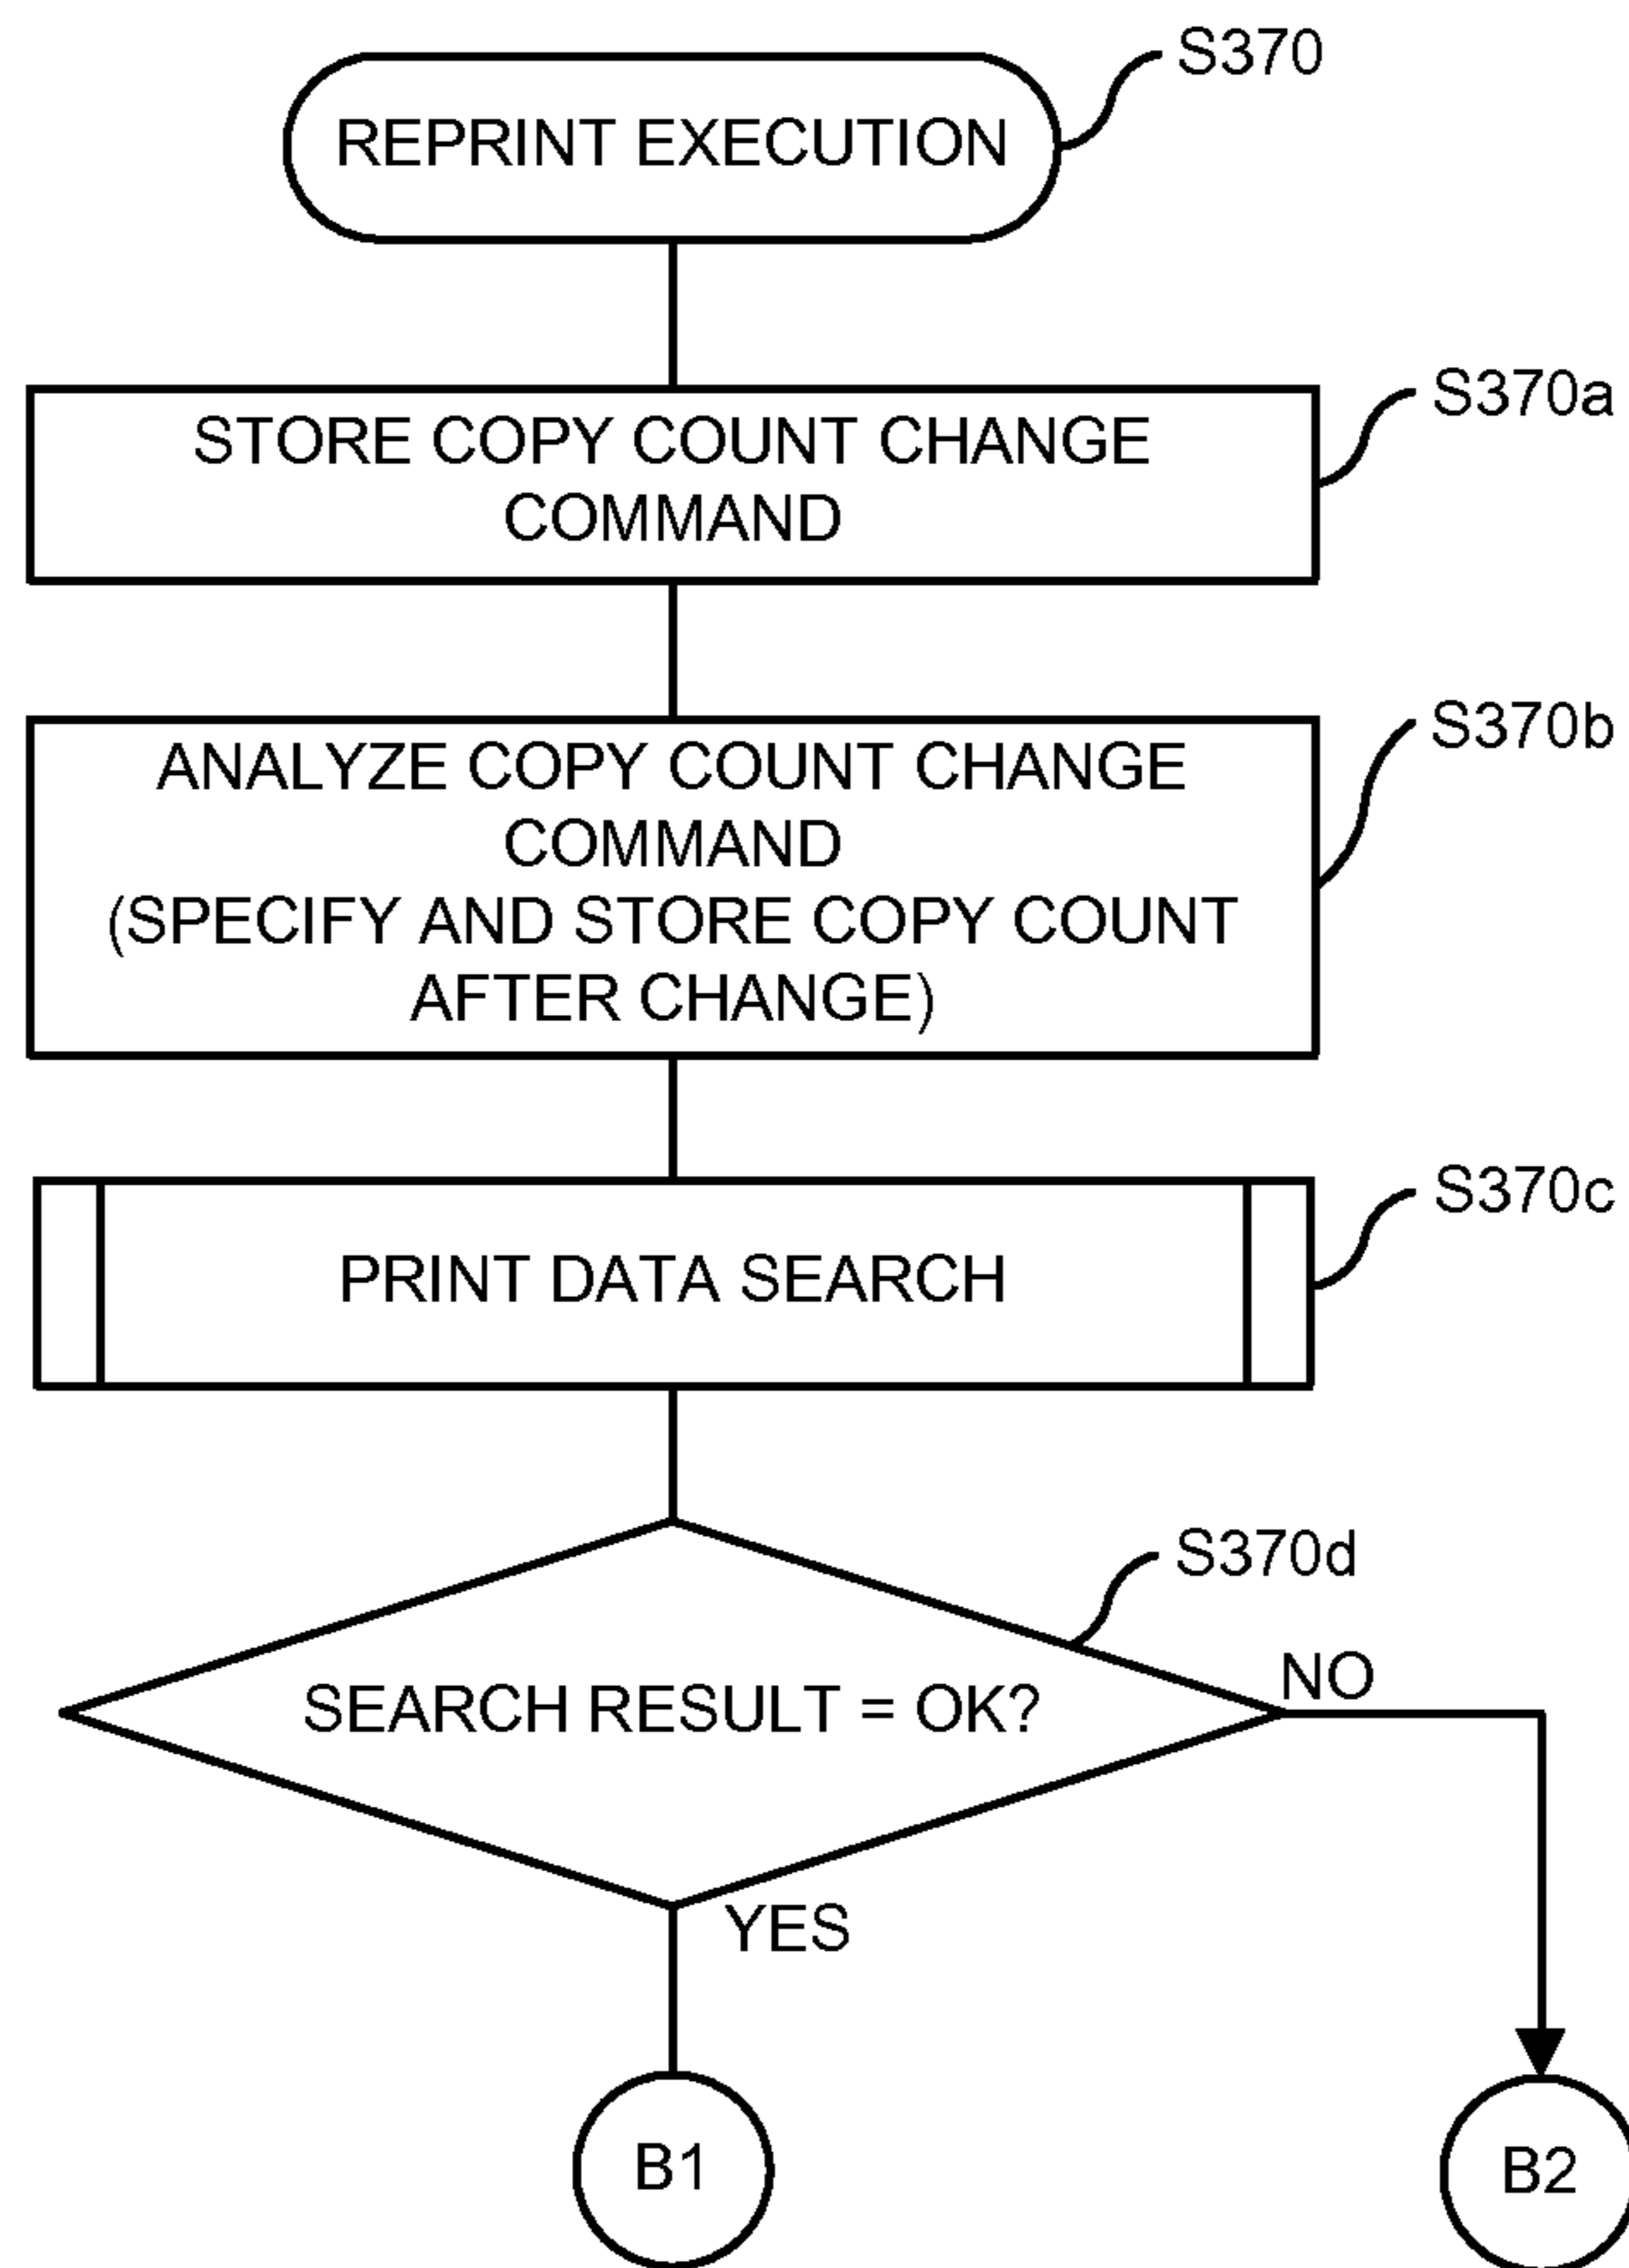 S370
REPRINT EXECUTION
S370a
STORE COPY COUNT CHANGE
COMMAND
S370b
ANALYZE COPY COUNT CHANGE
COMMAND
(SPECIFY AND STORE COPY COUNT
AFTER CHANGE)
S370c
PRINT DATA SEARCH
S370d
NO
SEARCH RESULT = OK?
YES
B1
B2